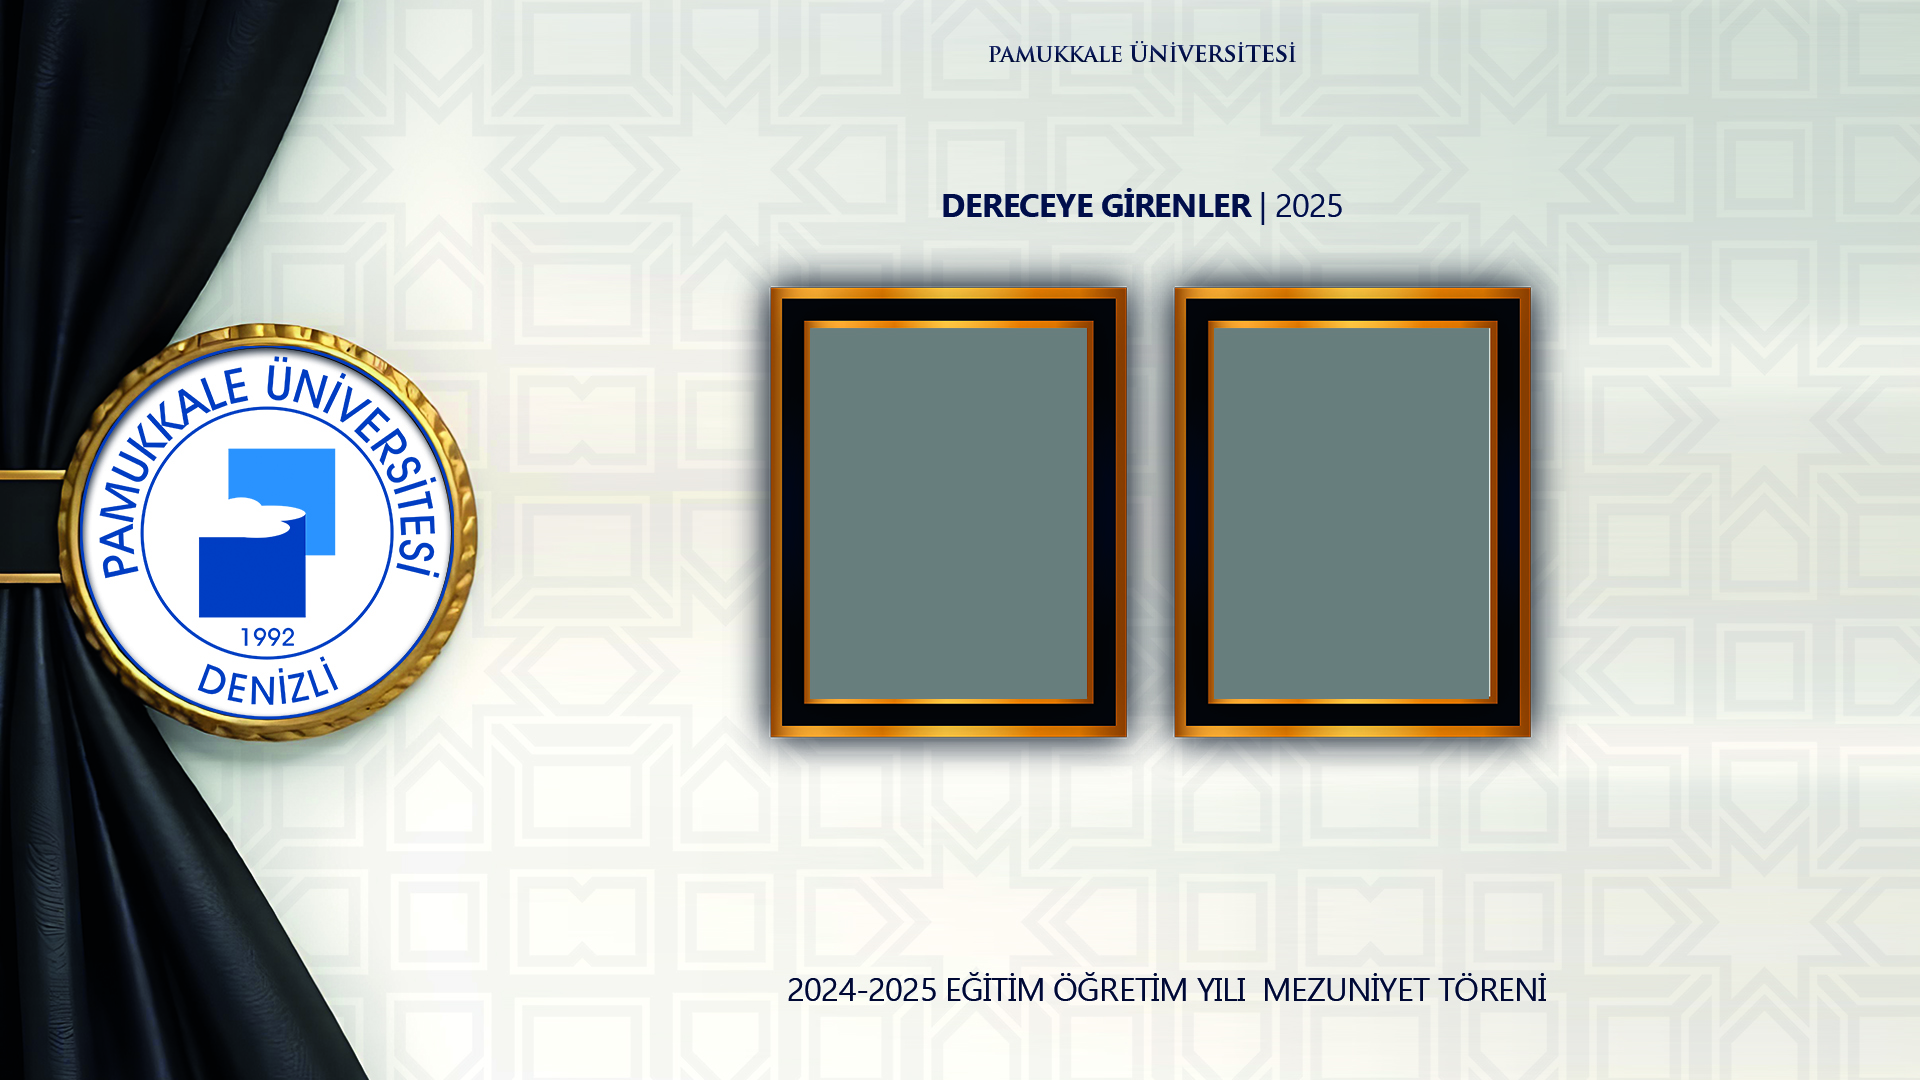 PAMUKKALE ÜNİVERSİTESİ
DERECEYE GİRENLER | 2025
PAMUKKALE ÜNİVERSİTESİ
1992
DENİZLİ
2024-2025 EĞİTİM ÖĞRETİM YILI  MEZUNİYET TÖRENİ